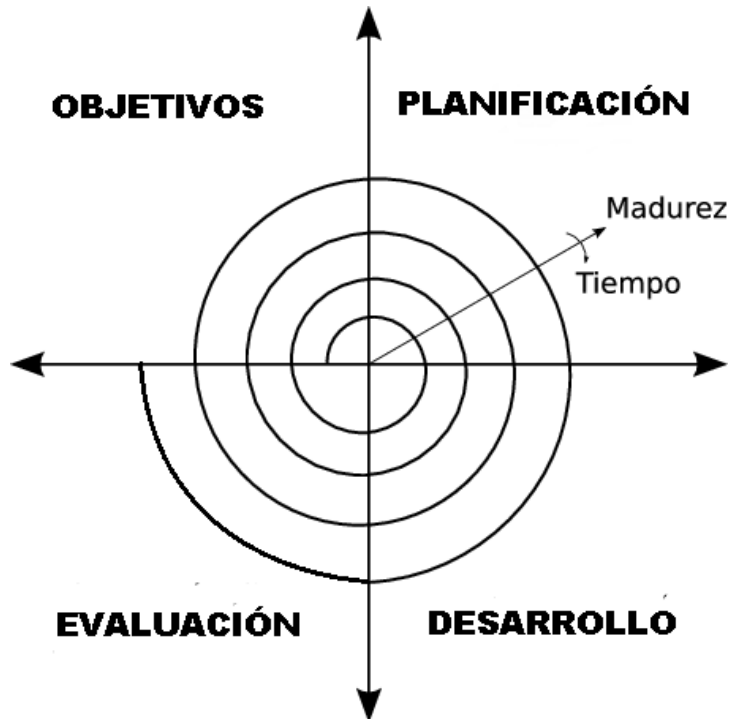 OBJETIVOS
PLANIFICACIÓN
Madurez
Tiempo
EVALUACIÓN
DESARROLLO